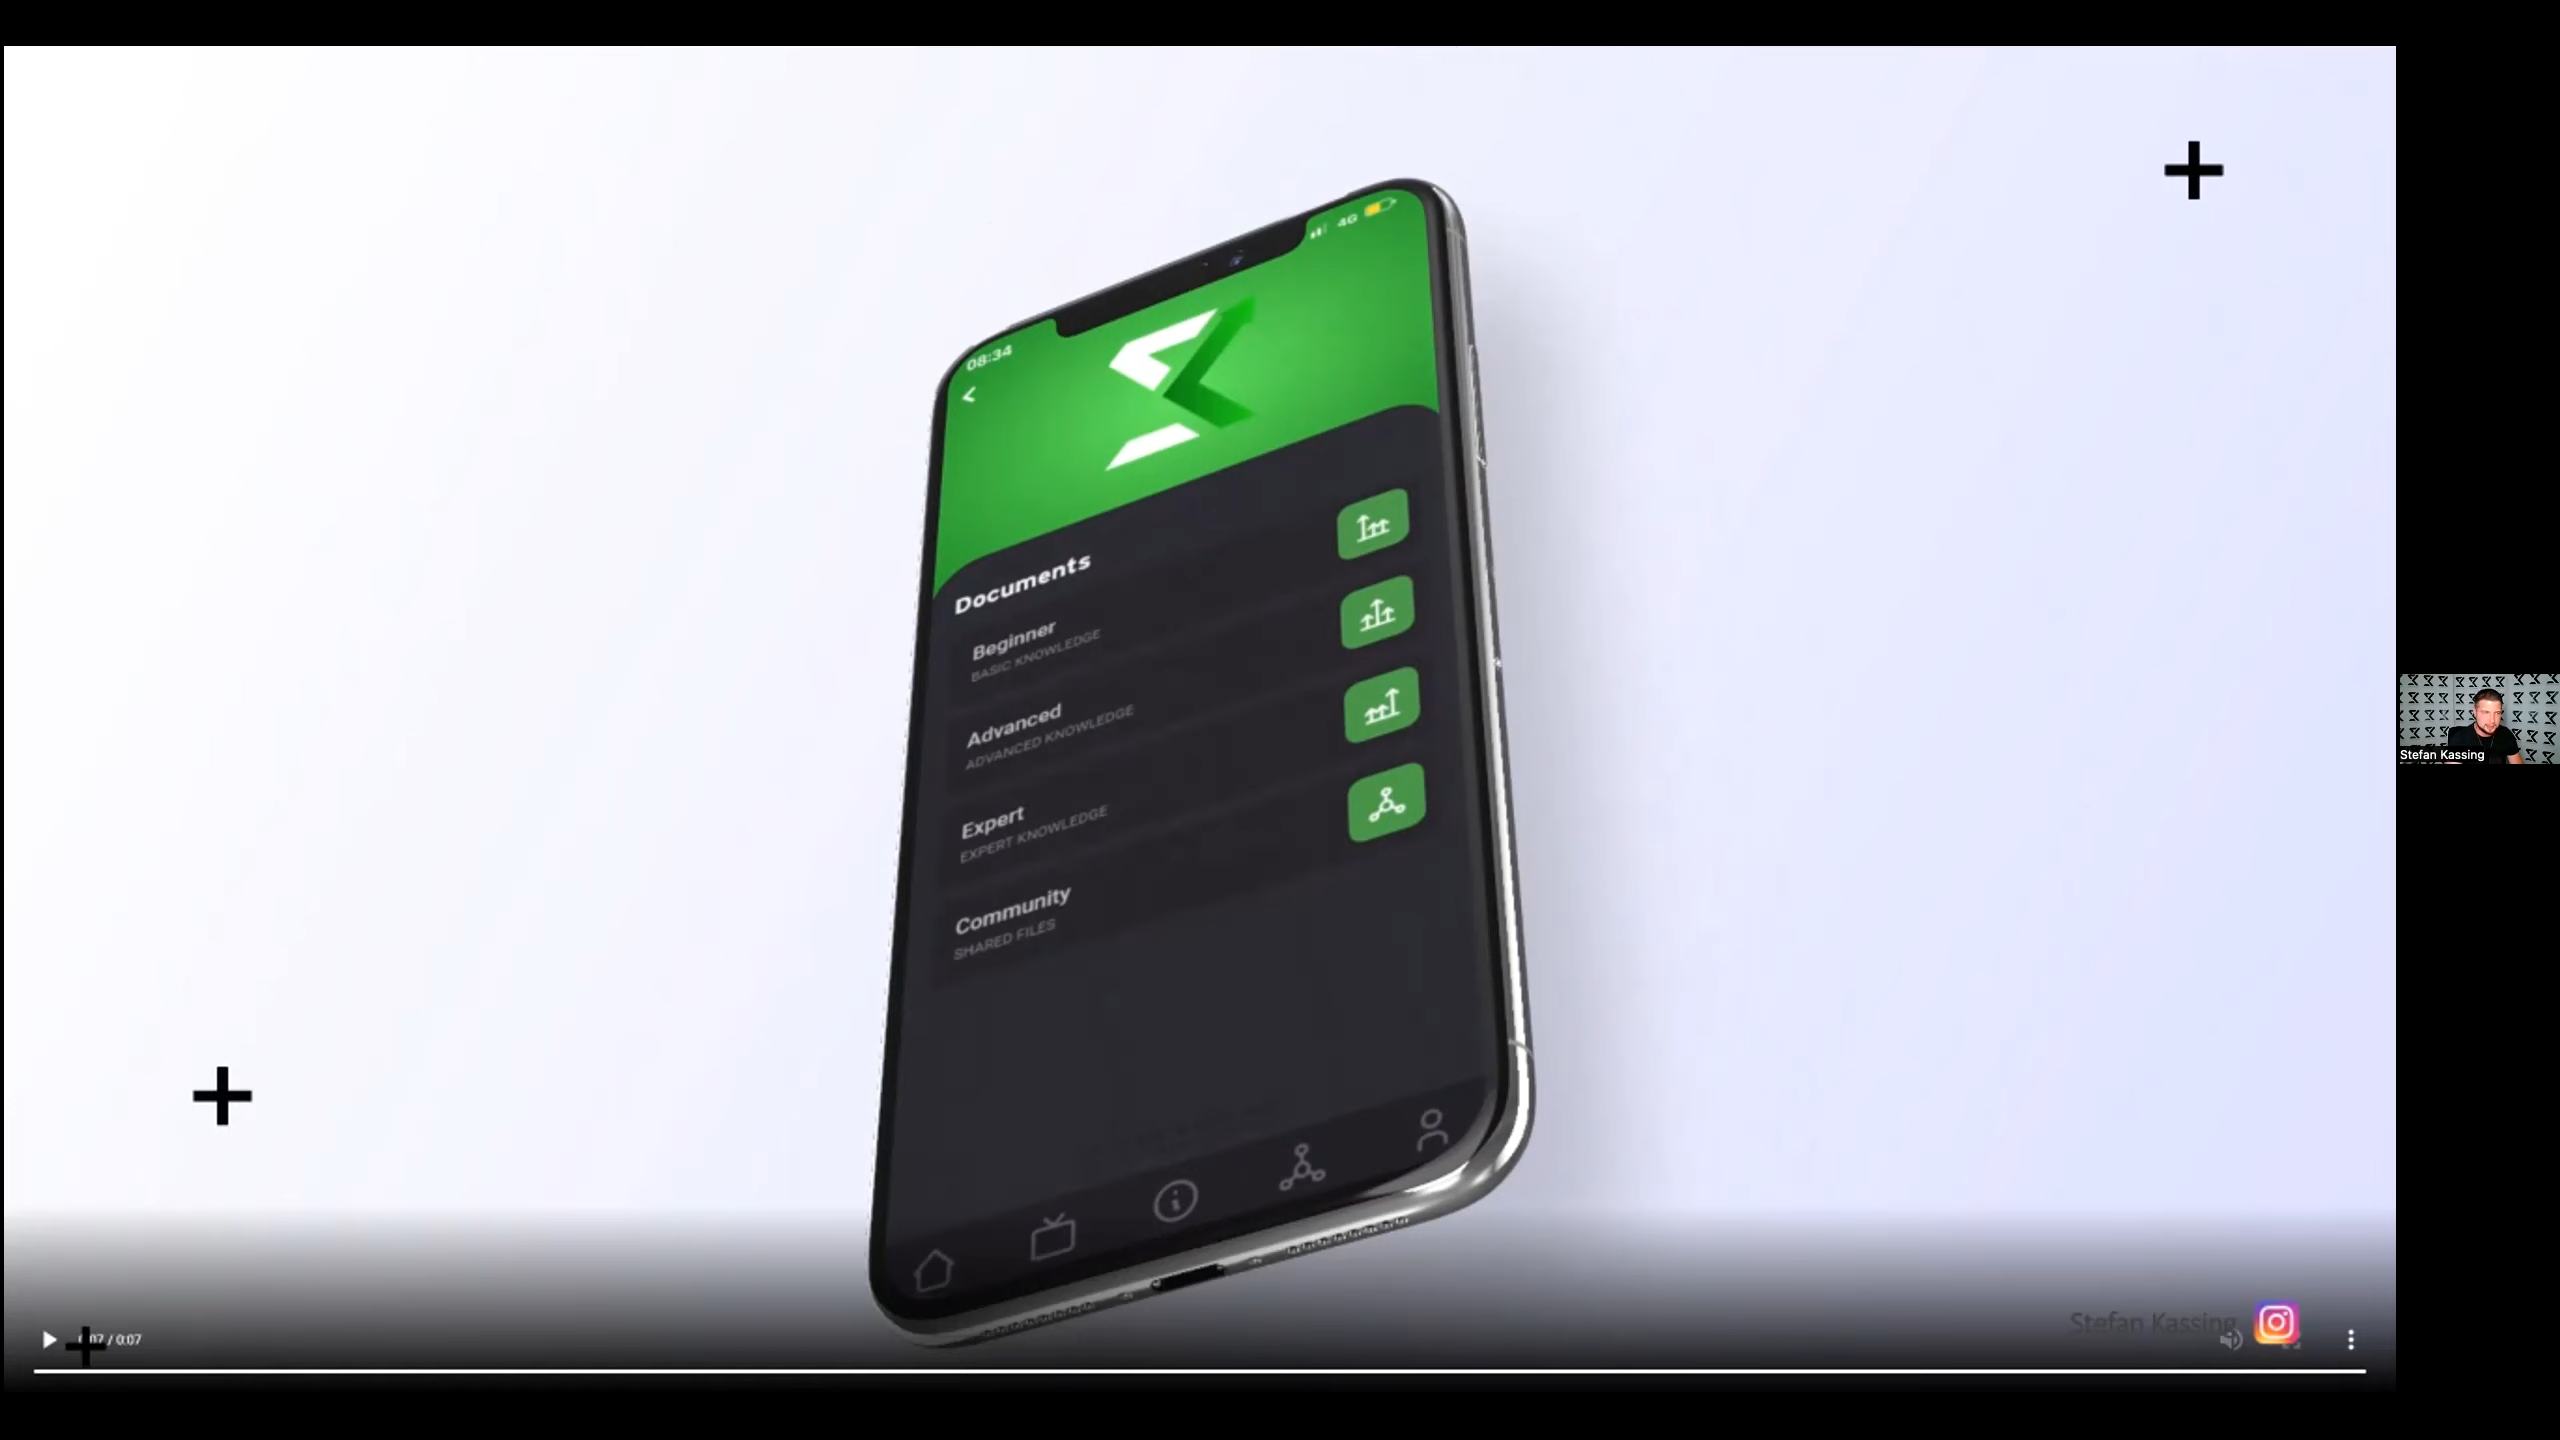 4G
08:34
Documents
Beginner
BASIC KNOWLEDGE
Advanced
ADVANCED KNOWLEDGE
Expert
EXPERT KNOWLEDGE
Community
SHARED FILES
Stefan Kassing
Stefan Kassing
/ 0:07